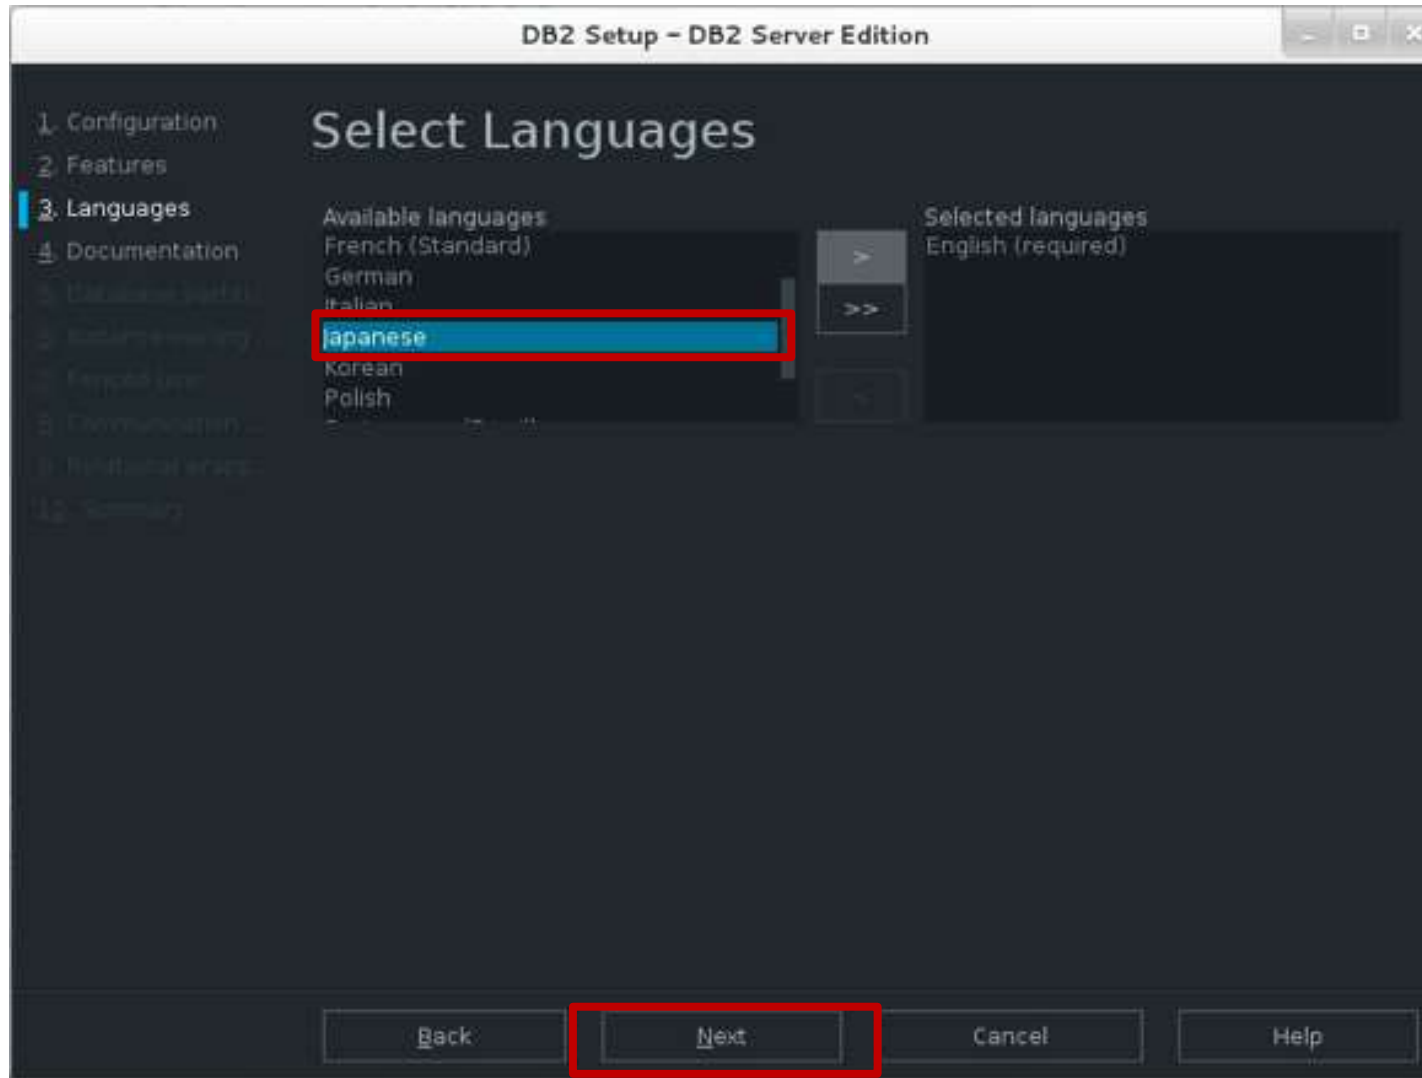 DB2 Setup – DB2 Server Edition
1. Configuration
2. Features
3. Languages
4. Documentation
Select Languages
Available languages
French (Standard)
German
Italian
Japanese
Korean
Polish
>
>>
<
Selected languages
English (required)
Back
Next
Cancel
Help